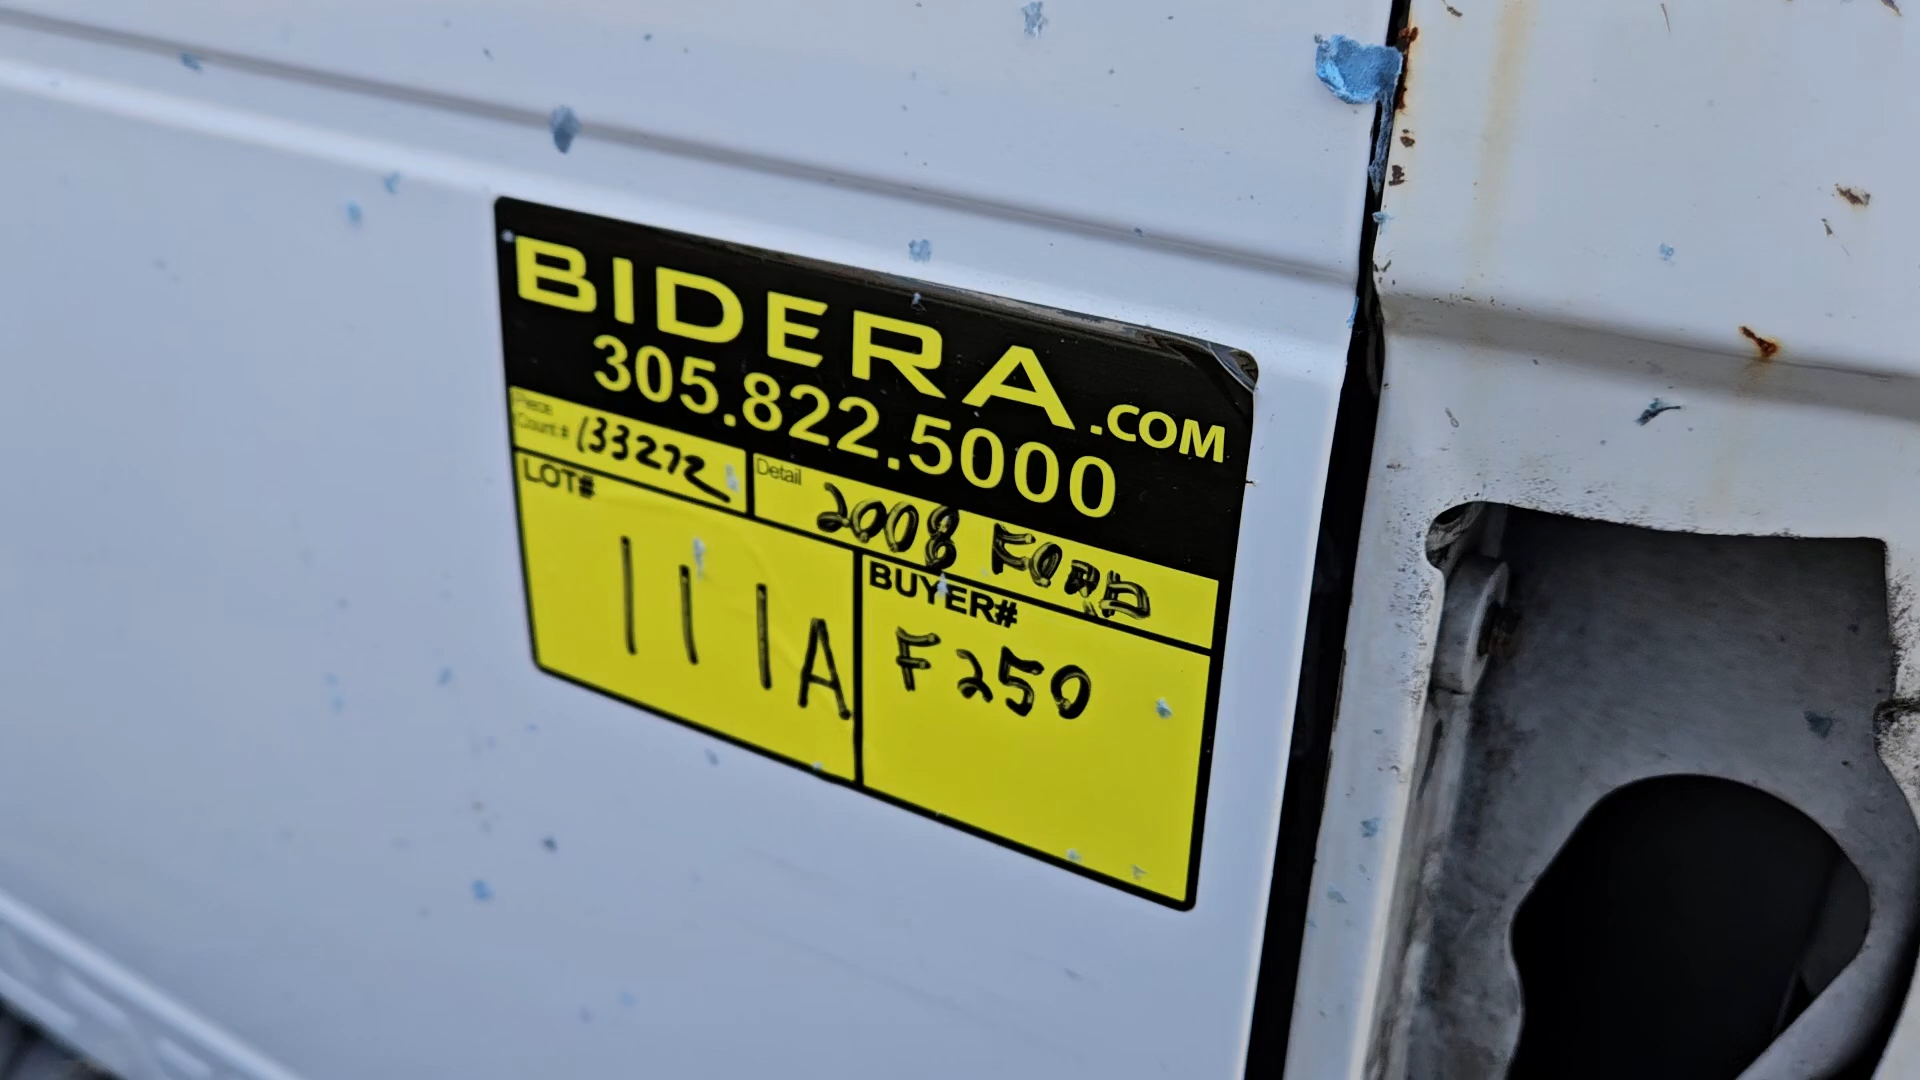 BIDERA.COM
305.822.5000
Piece Count # 133272
Detail 2008 FORD
LOT#
111A
BUYER#
F250